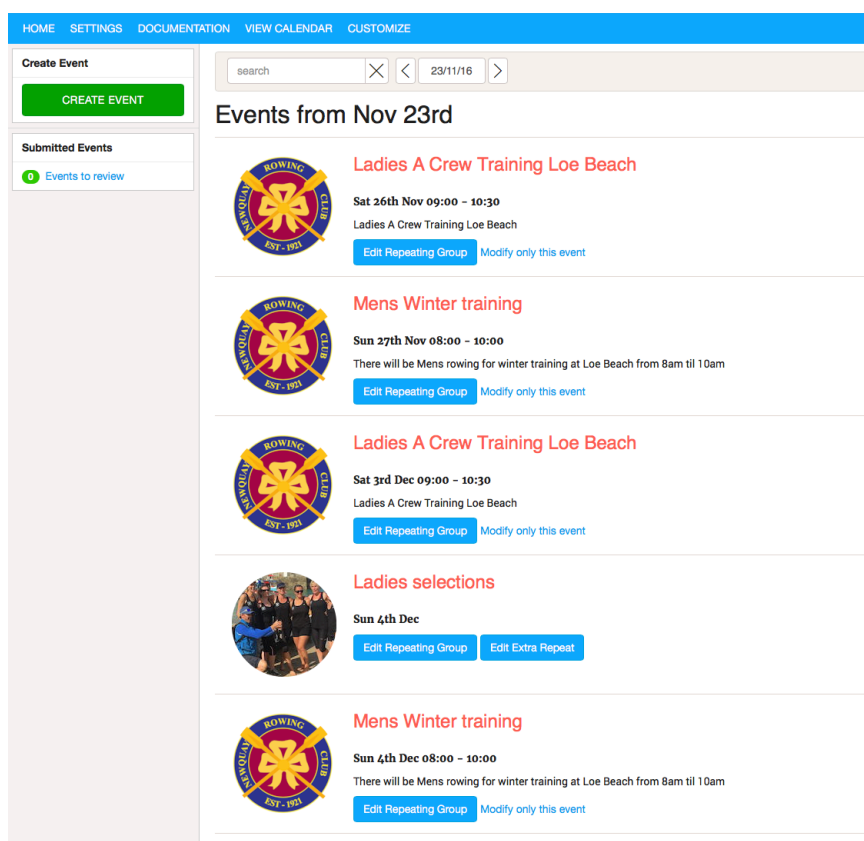 HOME SETTINGS DOCUMENTATION VIEW CALENDAR CUSTOMIZE
Create Event
CREATE EVENT
Submitted Events
0 Events to review
search 23/11/16
Events from Nov 23rd
ROWING
NEWQUAY CLUB
EST - 1921
Ladies A Crew Training Loe Beach
Sat 26th Nov 09:00 - 10:30
Ladies A Crew Training Loe Beach
Edit Repeating Group Modify only this event
ROWING
NEWQUAY CLUB
EST - 1921
Mens Winter training
Sun 27th Nov 08:00 - 10:00
There will be Mens rowing for winter training at Loe Beach from 8am til 10am
Edit Repeating Group Modify only this event
ROWING
NEWQUAY CLUB
EST - 1921
Ladies A Crew Training Loe Beach
Sat 3rd Dec 09:00 - 10:30
Ladies A Crew Training Loe Beach
Edit Repeating Group Modify only this event
Ladies selections
Sun 4th Dec
Edit Repeating Group Edit Extra Repeat
ROWING
NEWQUAY CLUB
EST - 1921
Mens Winter training
Sun 4th Dec 08:00 - 10:00
There will be Mens rowing for winter training at Loe Beach from 8am til 10am
Edit Repeating Group Modify only this event